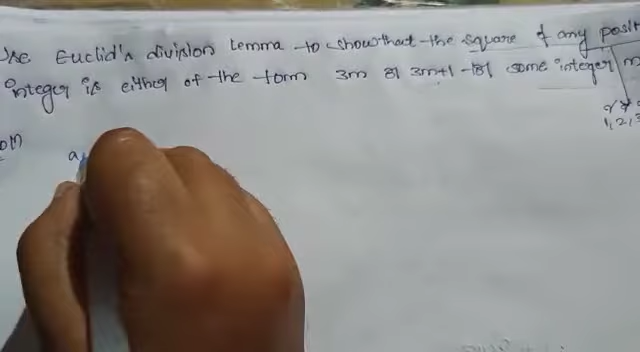 Use Euclid's division lemma to show that the square of any posit
integer is either of the form 3m or 3m+1 for some integer m
1, 2, 3
a